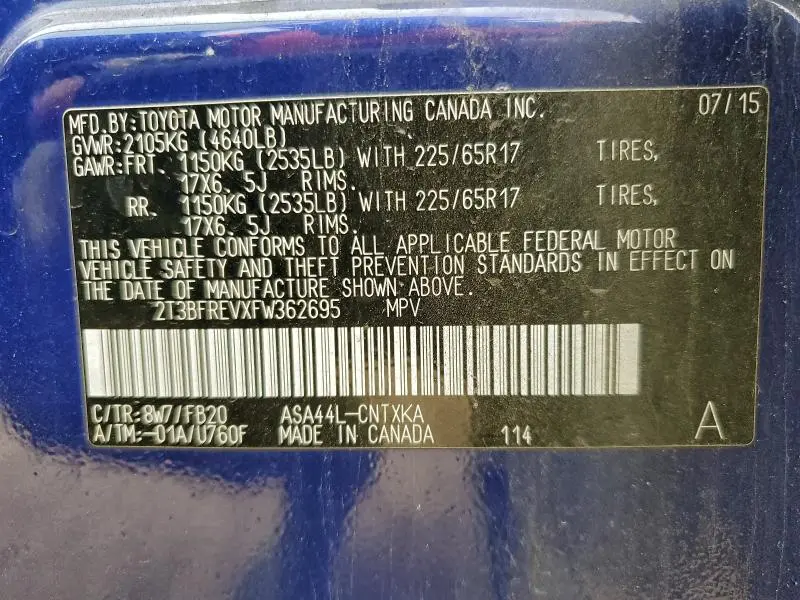 MFD.BY:TOYOTA MOTOR MANUFACTURING CANADA INC. 07/15
GVWR:2105KG (4640LB)
GAWR:FRT. 1150KG (2535LB) WITH 225/65R17 TIRES,
17X6. 5J RIMS.
RR. 1150KG (2535LB) WITH 225/65R17 TIRES,
17X6. 5J RIMS.
THIS VEHICLE CONFORMS TO ALL APPLICABLE FEDERAL MOTOR
VEHICLE SAFETY AND THEFT PREVENTION STANDARDS IN EFFECT ON
THE DATE OF MANUFACTURE SHOWN ABOVE.
2T3BFREVXFW362695 MPV
C/TR:8W7/FB20 ASA44L-CNTXKA
A/TM:-01A/U760F MADE IN CANADA 114 A